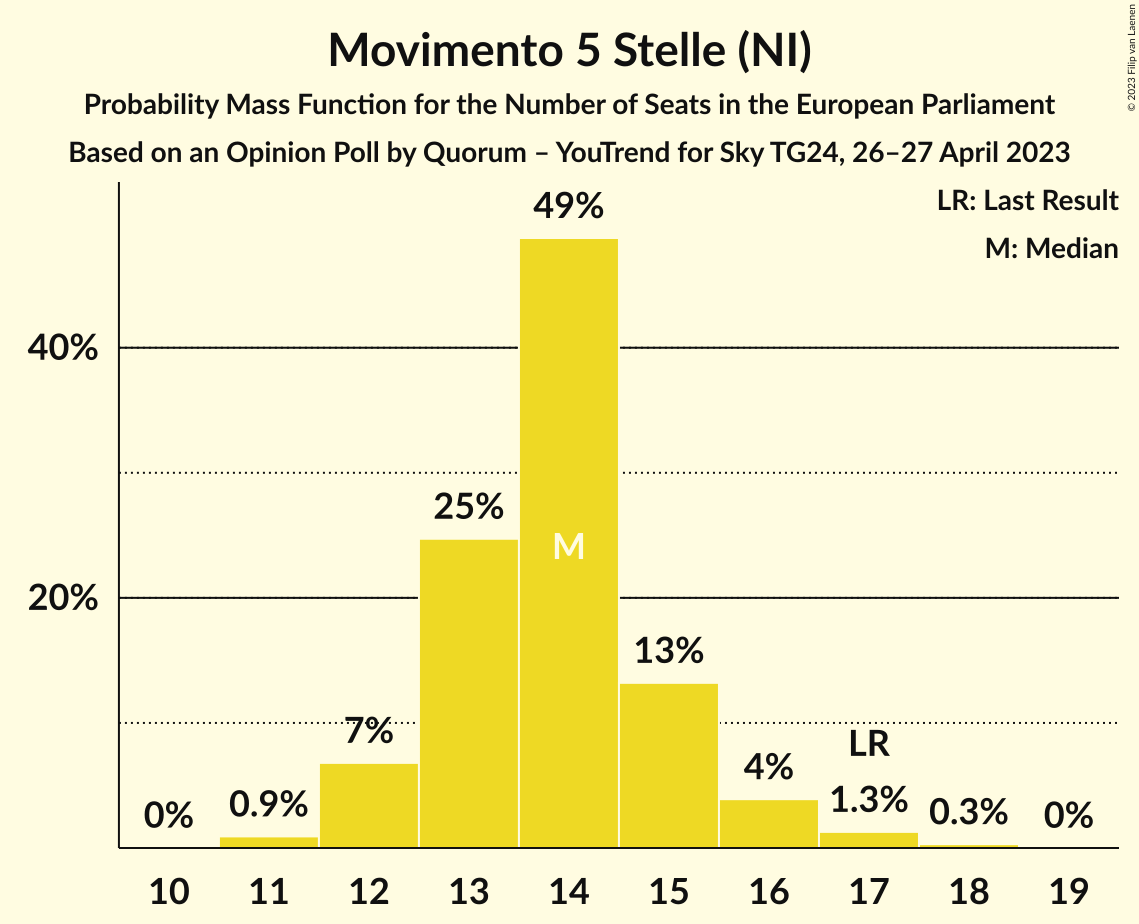 Movimento 5 Stelle (NI)
Probability Mass Function for the Number of Seats in the European Parliament
Based on an Opinion Poll by Quorum – YouTrend for Sky TG24, 26–27 April 2023
© 2023 Filip van Laenen
LR: Last Result
M: Median
49%
40%
25%
M
20%
13%
7%
LR
4%
1.3%
0.9%
0.3%
0%
0%
10 11 12 13 14 15 16 17 18 19